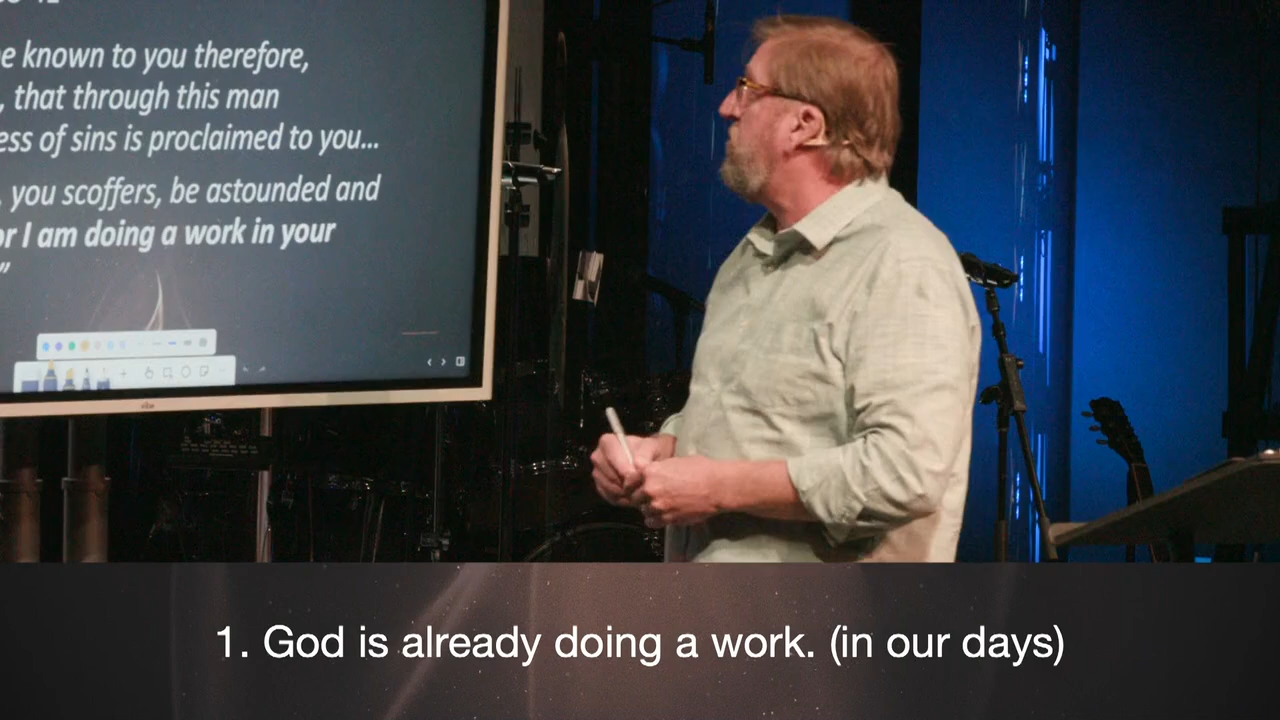 e known to you therefore,
, that through this man
ess of sins is proclaimed to you...
, you scoffers, be astounded and
or I am doing a work in your
”
1. God is already doing a work. (in our days)